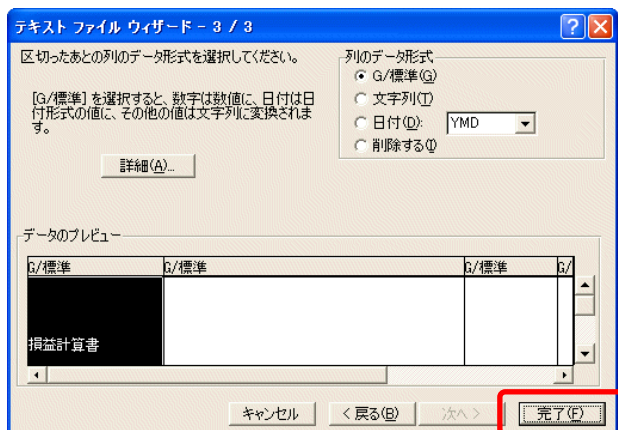 テキスト ファイル ウィザード - 3 / 3
区切ったあとの列のデータ形式を選択してください。
[G/標準] を選択すると、数字は数値に、日付は日
付形式の値に、その他の値は文字列に変換されま
す。
詳細(A)...
列のデータ形式
G/標準(G)
文字列(T)
日付(D):
YMD
削除する(I)
データのプレビュー
G/標準 G/標準 G/標準 G/
損益計算書
キャンセル
< 戻る(B)
次へ >
完了(F)